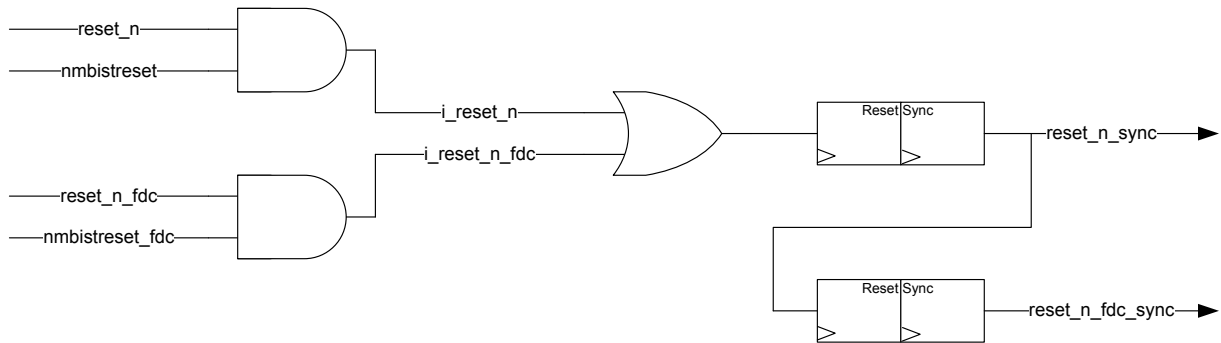 reset_n
nmbistreset
i_reset_n
i_reset_n_fdc
Reset Sync
reset_n_sync
reset_n_fdc
nmbistreset_fdc
Reset Sync
reset_n_fdc_sync